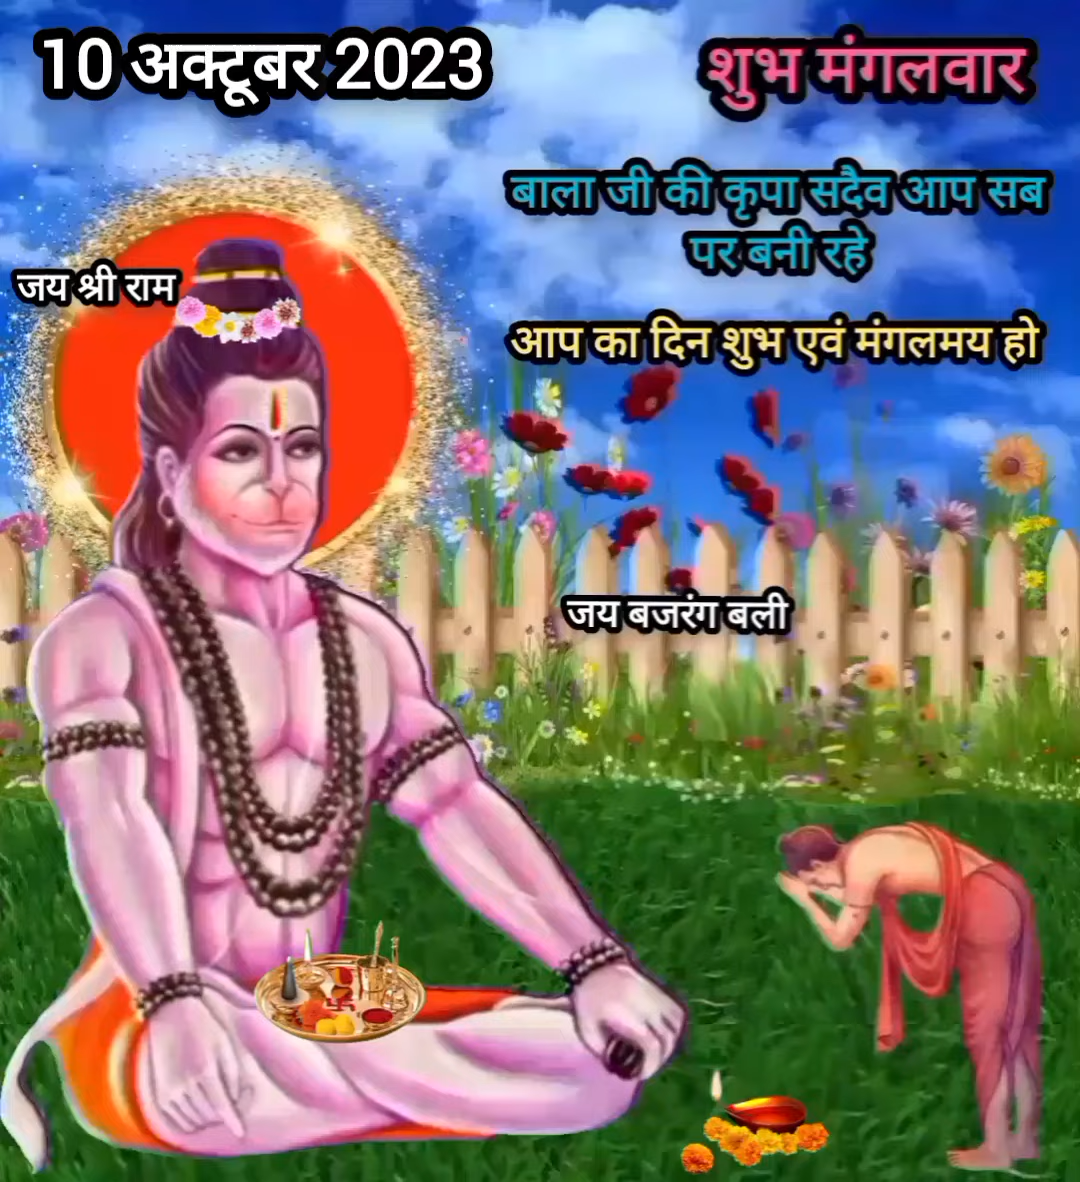 10 अक्टूबर 2023
शुभ मंगलवार
बाला जी की कृपा सदैव आप सब
पर बनी रहे
जय श्री राम
आप का दिन शुभ एवं मंगलमय हो
जय बजरंग बली